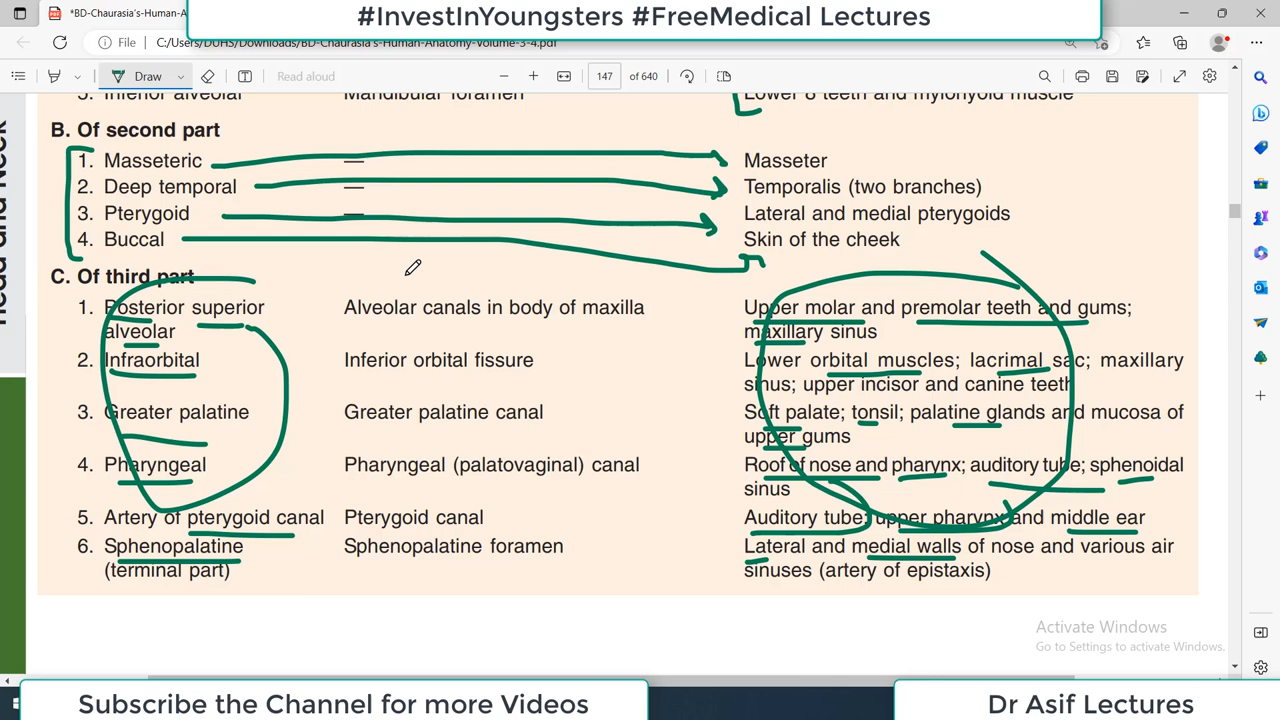 #InvestInYoungsters #FreeMedical Lectures
*BD-Chaurasia's-Human-A
File C:/Users/DUHS/Downloads/BD-Chaurasia's-Human-Anatomy-Volume-3-4.pdf
Draw Read aloud 147 of 640
5. Inferior alveolar Mandibular foramen Lower 8 teeth and mylohyoid muscle
B. Of second part
1. Masseteric — Masseter
2. Deep temporal — Temporalis (two branches)
3. Pterygoid — Lateral and medial pterygoids
4. Buccal Skin of the cheek
C. Of third part
1. Posterior superior Alveolar canals in body of maxilla Upper molar and premolar teeth and gums;
alveolar maxillary sinus
2. Infraorbital Inferior orbital fissure Lower orbital muscles; lacrimal sac; maxillary
sinus; upper incisor and canine teeth
3. Greater palatine Greater palatine canal Soft palate; tonsil; palatine glands and mucosa of
upper gums
4. Pharyngeal Pharyngeal (palatovaginal) canal Roof of nose and pharynx; auditory tube; sphenoidal
sinus
5. Artery of pterygoid canal Pterygoid canal Auditory tube; upper pharynx and middle ear
6. Sphenopalatine Sphenopalatine foramen Lateral and medial walls of nose and various air
(terminal part) sinuses (artery of epistaxis)
Head and Neck
Activate Windows
Go to Settings to activate Windows.
Subscribe the Channel for more Videos
Dr Asif Lectures